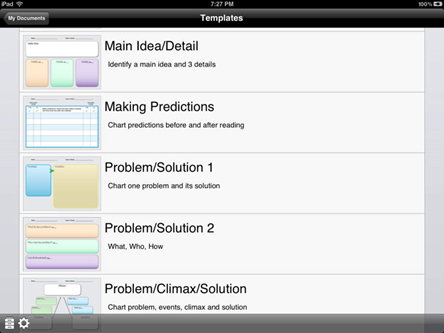 iPad 7:27 PM 100%
My Documents Templates
Main Idea/Detail
Identify a main idea and 3 details
Making Predictions
Chart predictions before and after reading
Problem/Solution 1
Chart one problem and its solution
Problem/Solution 2
What, Who, How
Problem/Climax/Solution
Chart problem, events, climax and solution